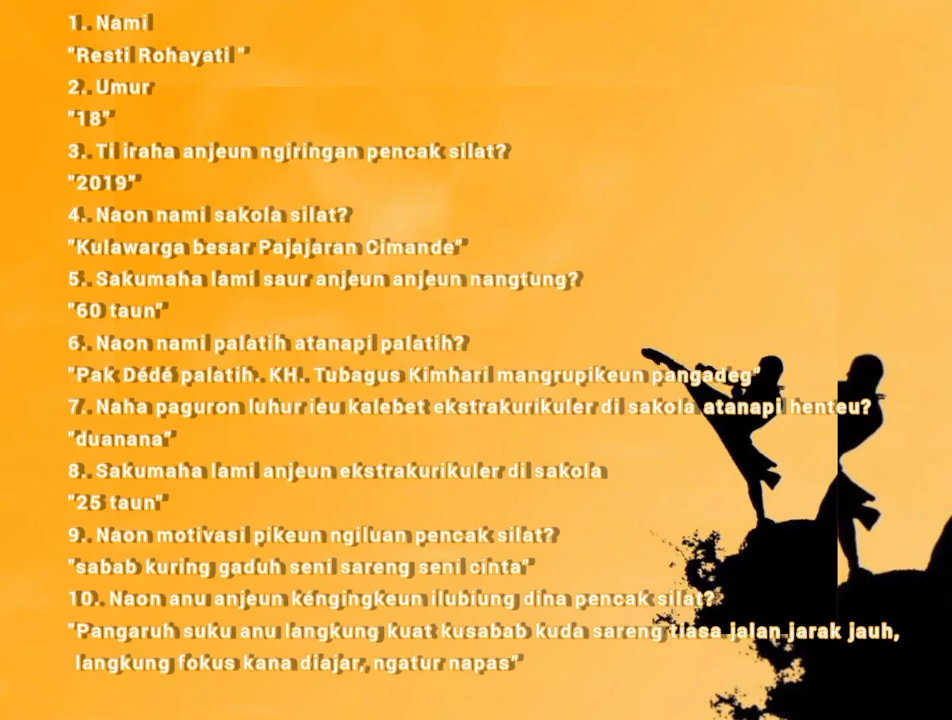 1. Nami
"Resti Rohayati "
2. Umur
"18"
3. Ti iraha anjeun ngiringan pencak silat?
"2019"
4. Naon nami sakola silat?
"Kulawarga besar Pajajaran Cimande"
5. Sakumaha lami saur anjeun anjeun nangtung?
"60 taun"
6. Naon nami palatih atanapi palatih?
"Pak Dédé palatih. KH. Tubagus Kimhari mangrupikeun pangadeg"
7. Naha paguron luhur ieu kalebet ekstrakurikuler di sakola atanapi henteu?
"duanana"
8. Sakumaha lami anjeun ekstrakurikuler di sakola
"25 taun"
9. Naon motivasi pikeun ngiluan pencak silat?
"sabab kuring gaduh seni sareng seni cinta"
10. Naon anu anjeun kéngingkeun ilubiung dina pencak silat?
"Pangaruh suku anu langkung kuat kusabab kuda sareng tiasa jalan jarak jauh,
langkung fokus kana diajar, ngatur napas"